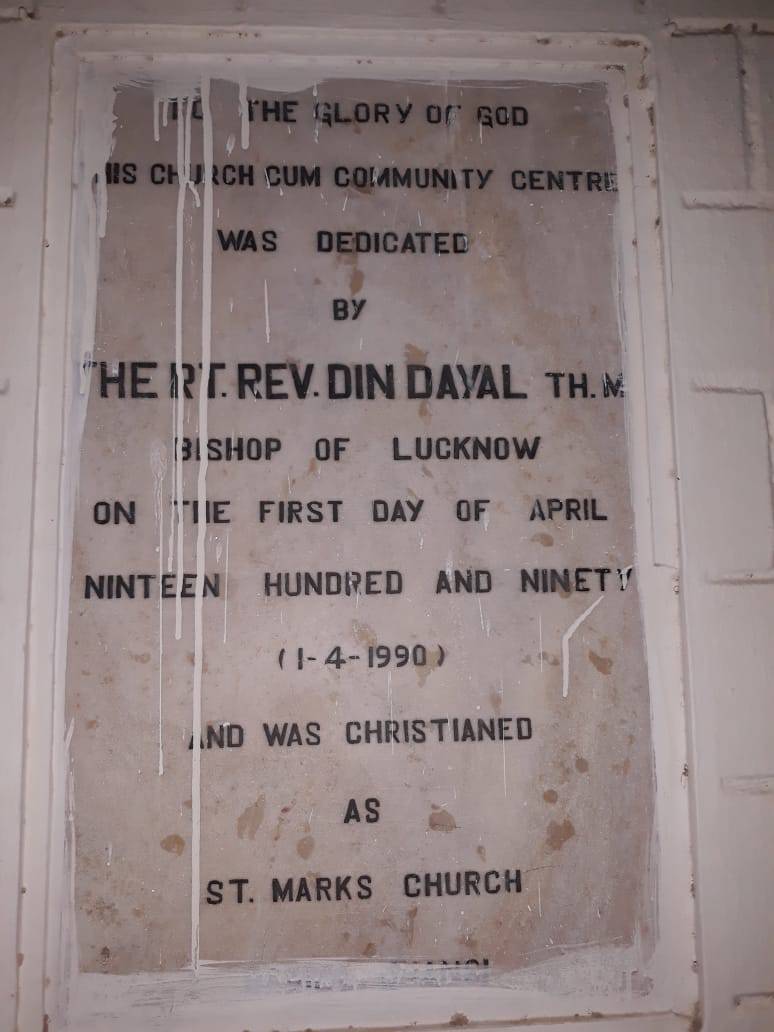 TO THE GLORY OF GOD
THIS CHURCH CUM COMMUNITY CENTRE
WAS DEDICATED
BY
THE RT. REV. DIN DAYAL TH. M
BISHOP OF LUCKNOW
ON THE FIRST DAY OF APRIL
NINTEEN HUNDRED AND NINETY
(1-4-1990)
AND WAS CHRISTIANED
AS
ST. MARKS CHURCH